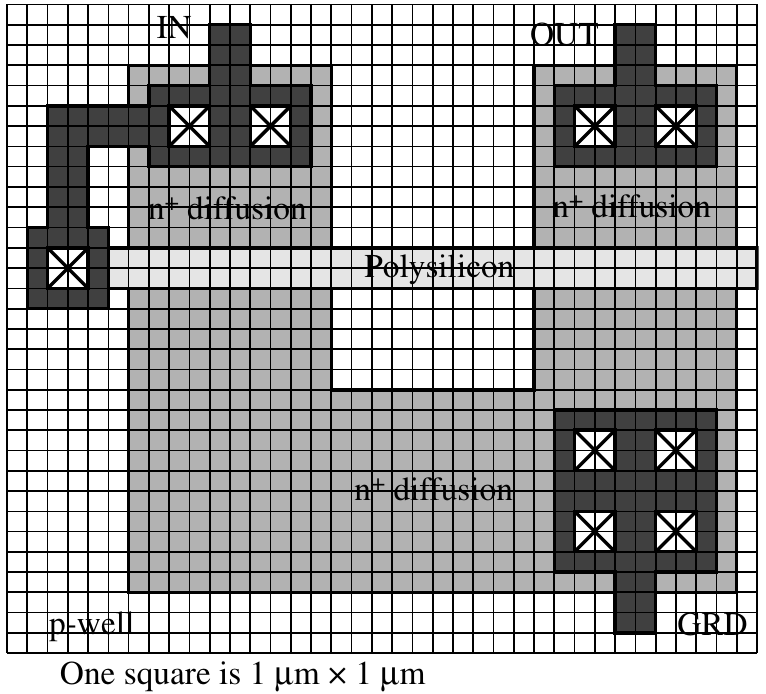 IN
OUT
n+ diffusion
n+ diffusion
Polysilicon
n+ diffusion
p-well
GRD
One square is 1 μm × 1 μm